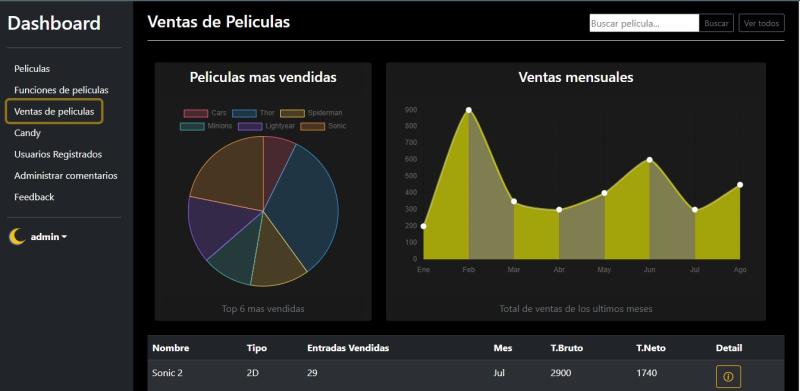 Dashboard
Peliculas
Funciones de peliculas
Ventas de peliculas
Candy
Usuarios Registrados
Administrar comentarios
Feedback
admin
Ventas de Peliculas
Buscar película...
Buscar
Ver todos
Peliculas mas vendidas
Cars Thor Spiderman
Minions Lightyear Sonic
Top 6 mas vendidas
Ventas mensuales
900
800
700
600
500
400
300
200
100
0
Ene Feb Mar Abr May Jun Jul Ago
Total de ventas de los ultimos meses
Nombre Tipo Entradas Vendidas Mes T.Bruto T.Neto Detail
Sonic 2 2D 29 Jul 2900 1740